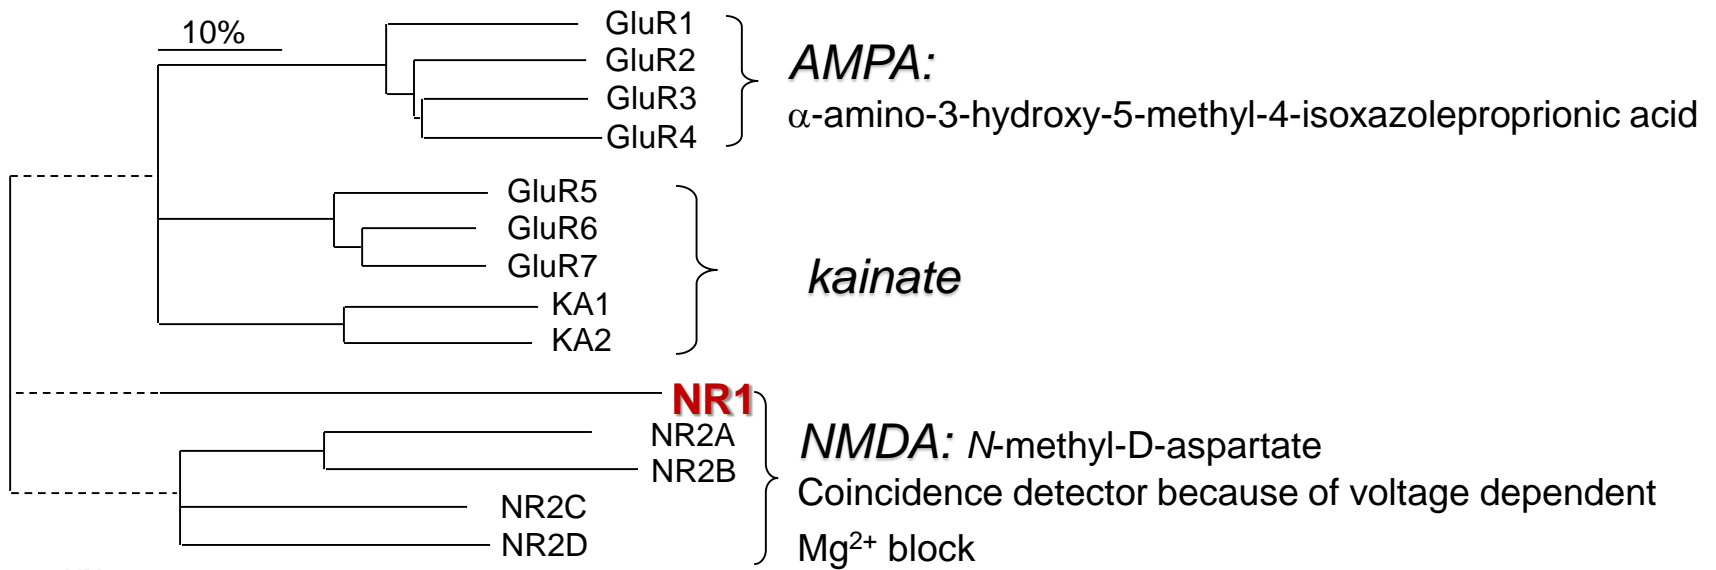 10%
GluR1
GluR2
GluR3
GluR4
AMPA:
α-amino-3-hydroxy-5-methyl-4-isoxazoleproprionic acid
GluR5
GluR6
GluR7
KA1
KA2
kainate
NR1
NR2A
NR2B
NR2C
NR2D
NMDA: N-methyl-D-aspartate
Coincidence detector because of voltage dependent
Mg²⁺ block